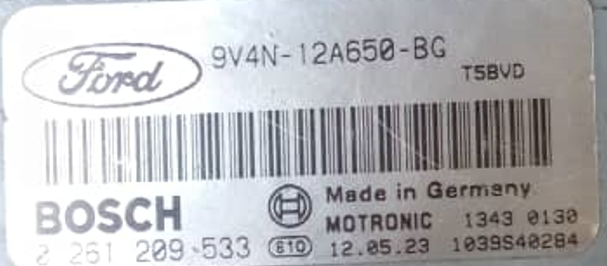 Ford 9V4N-12A650-BG
T5BVD
BOSCH Made in Germany
MOTRONIC 1343 0130
0 261 209-533 610 12.05.23 1039S40284